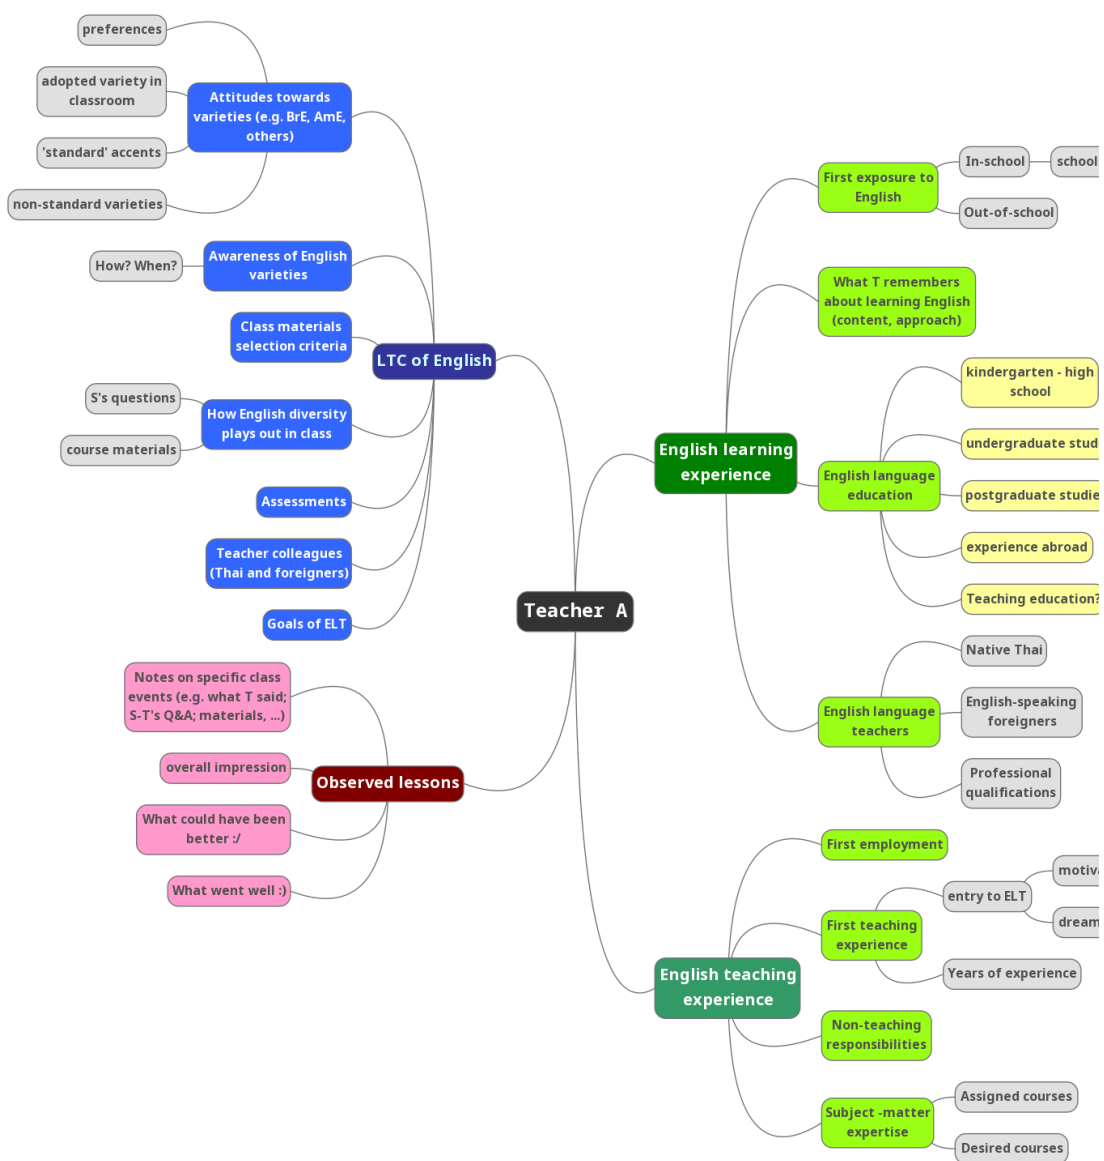 preferences
adopted variety in
classroom
'standard' accents
non-standard varieties
Attitudes towards
varieties (e.g. BrE, AmE,
others)
How? When?
Awareness of English
varieties
Class materials
selection criteria
S's questions
course materials
How English diversity
plays out in class
Assessments
Teacher colleagues
(Thai and foreigners)
Goals of ELT
LTC of English
Notes on specific class
events (e.g. what T said;
S-T's Q&A; materials, ...)
overall impression
What could have been
better :/
What went well :)
Observed lessons
Teacher A
English learning
experience
First exposure to
English
In-school
school
Out-of-school
What T remembers
about learning English
(content, approach)
English language
education
kindergarten - high
school
undergraduate
postgraduate
experience abroad
Teaching education?
English language
teachers
Native Thai
English-speaking
foreigners
Professional
qualifications
English teaching
experience
First employment
First teaching
experience
entry to ELT
Years of experience
Non-teaching
responsibilities
Subject -matter
expertise
Assigned courses
Desired courses